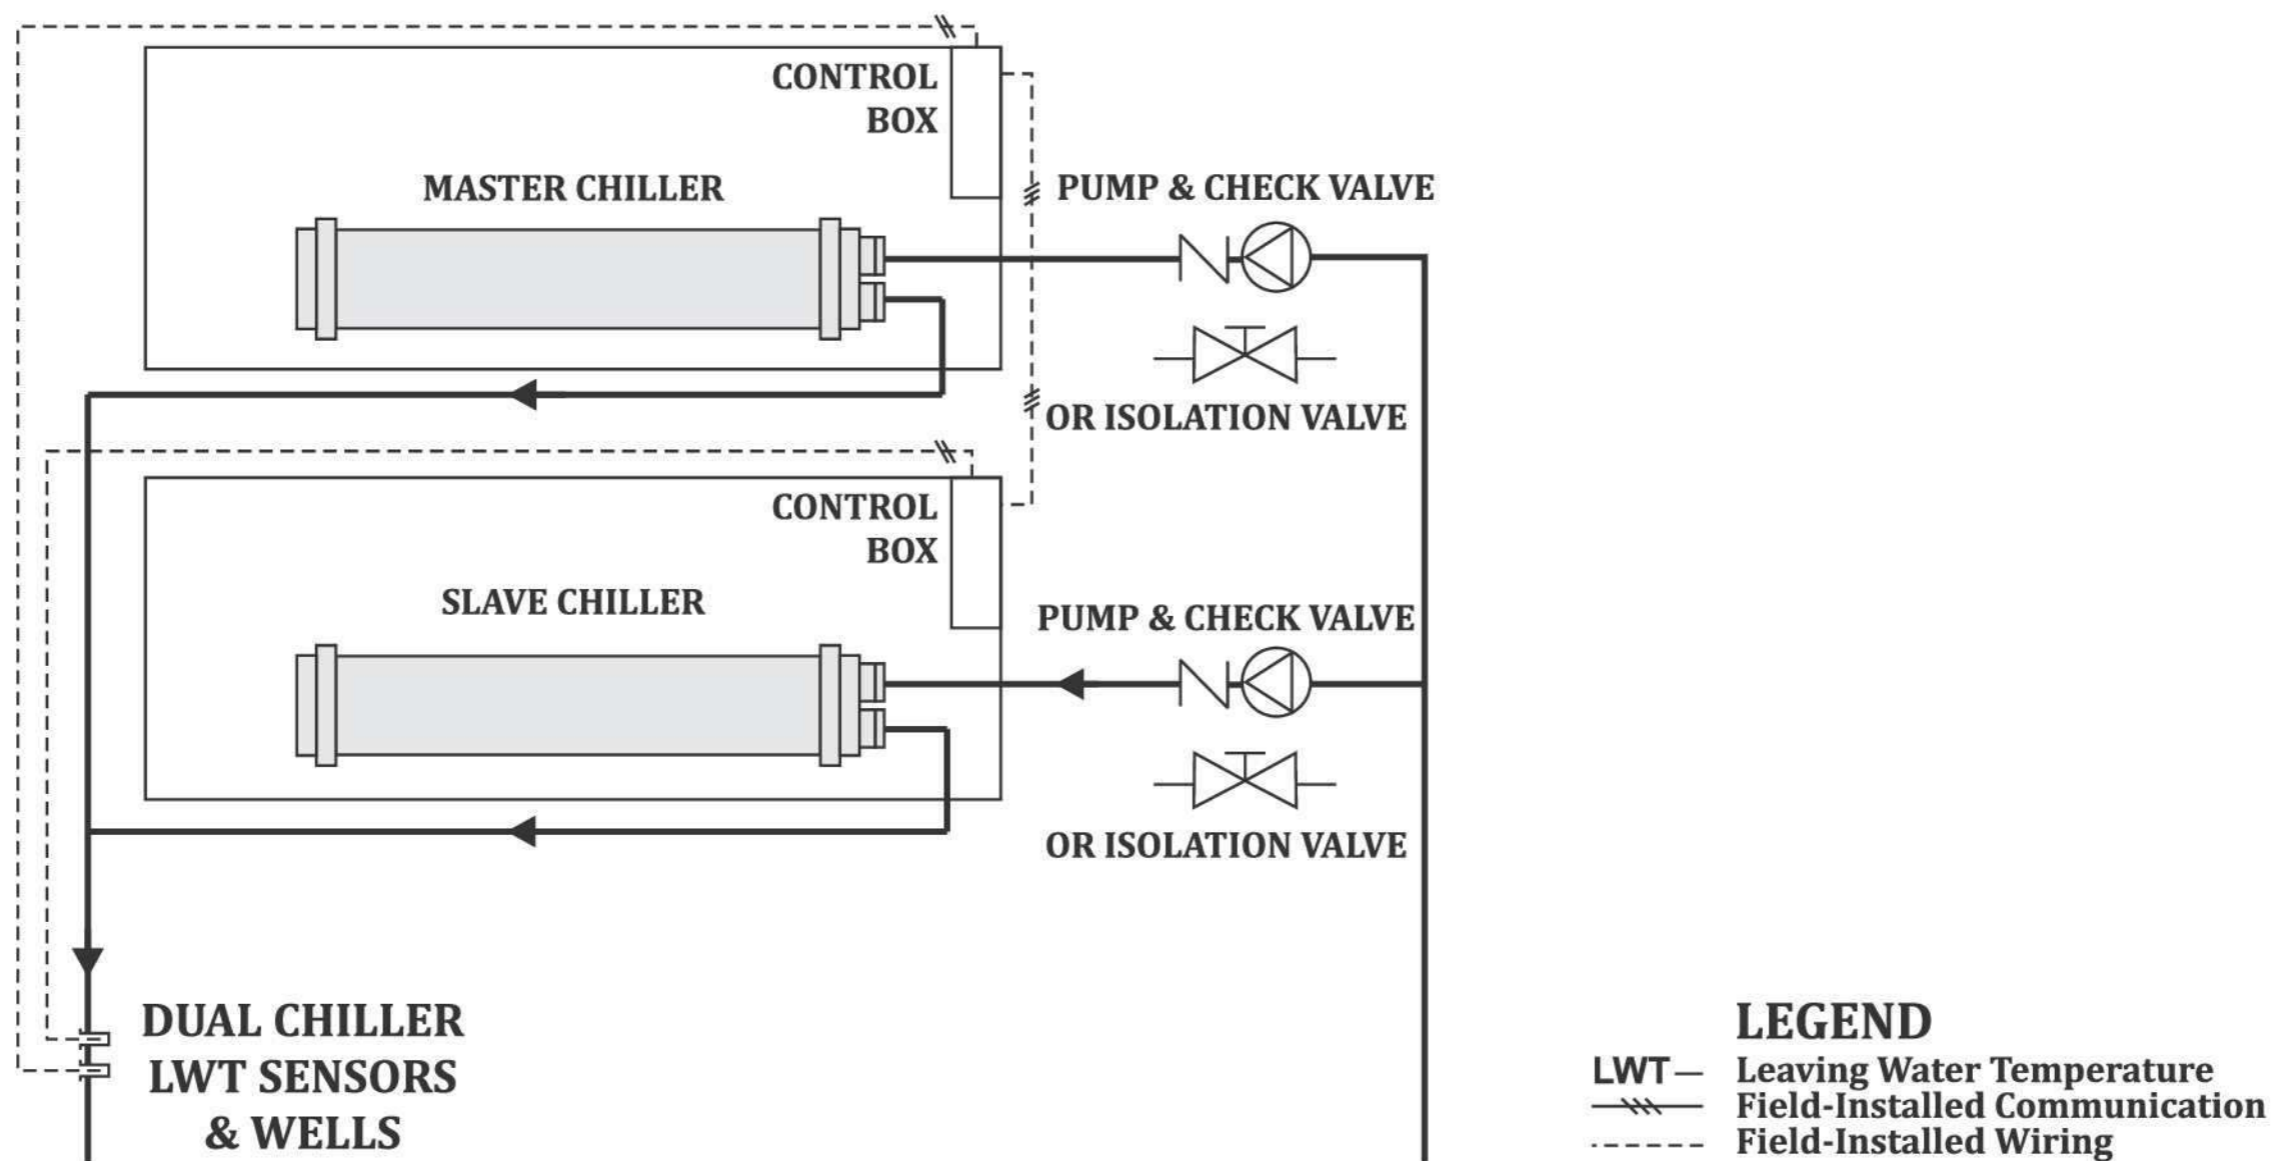 CONTROL
BOX
MASTER CHILLER
PUMP & CHECK VALVE
OR ISOLATION VALVE
CONTROL
BOX
SLAVE CHILLER
PUMP & CHECK VALVE
OR ISOLATION VALVE
DUAL CHILLER
LWT SENSORS
& WELLS
LEGEND
LWT — Leaving Water Temperature
Field-Installed Communication
Field-Installed Wiring